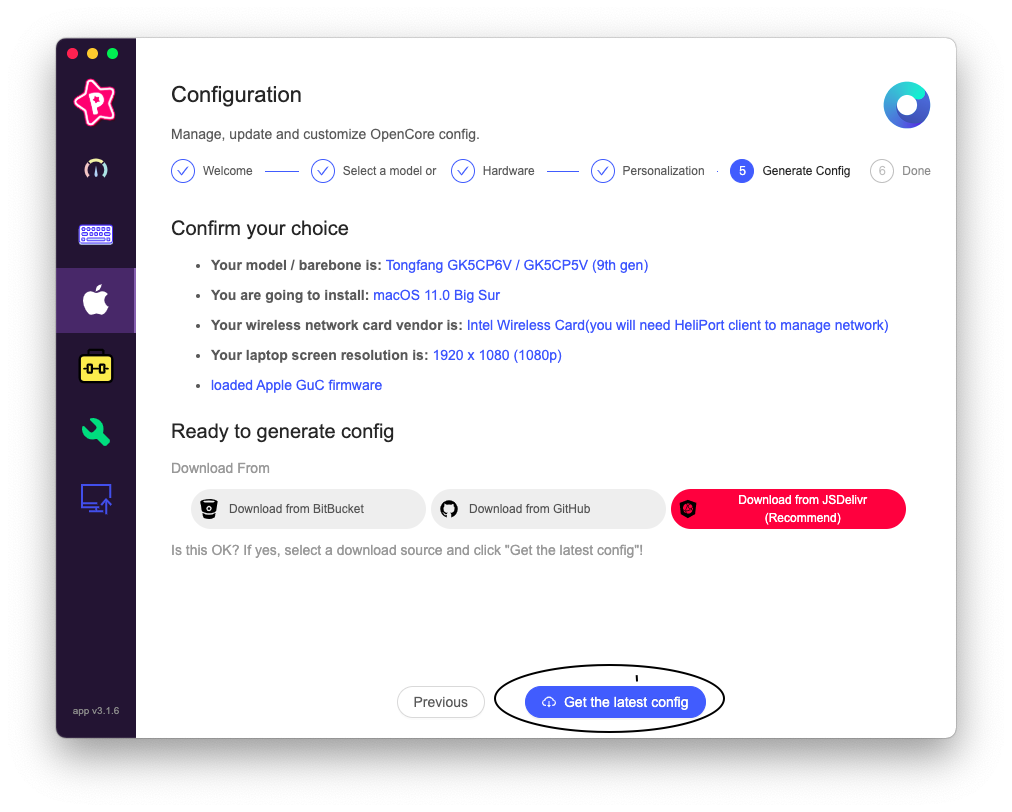 P
Configuration
Manage, update and customize OpenCore config.
Welcome
Select a model or
Hardware
Personalization
5
Generate Config
6
Done
Confirm your choice
• Your model / barebone is: Tongfang GK5CP6V / GK5CP5V (9th gen)
• You are going to install: macOS 11.0 Big Sur
• Your wireless network card vendor is: Intel Wireless Card(you will need HeliPort client to manage network)
• Your laptop screen resolution is: 1920 x 1080 (1080p)
• loaded Apple GuC firmware
Ready to generate config
Download From
Download from BitBucket
Download from GitHub
Download from JSDelivr
(Recommend)
Is this OK? If yes, select a download source and click "Get the latest config"!
Previous
Get the latest config
app v3.1.6